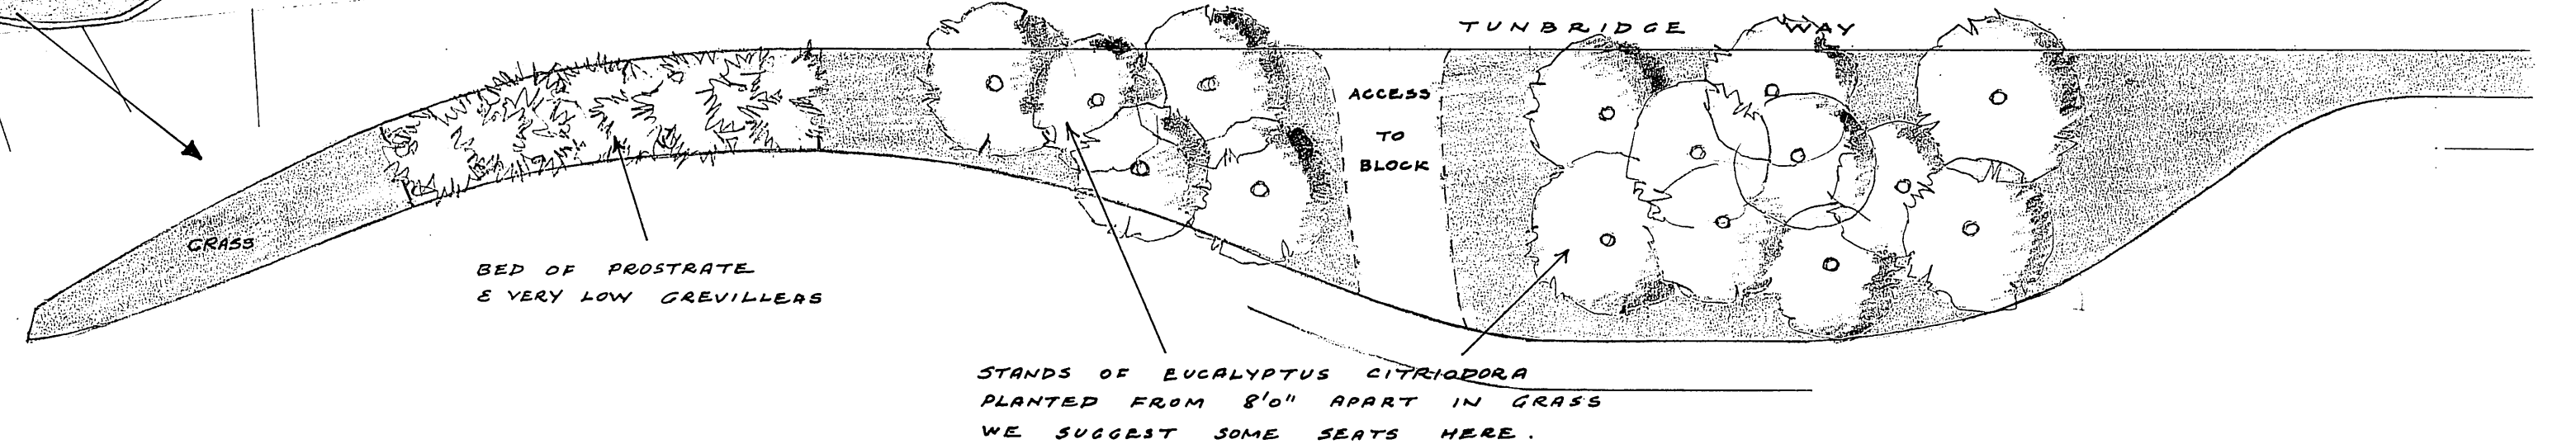 TUNBRIDGE WAY
ACCESS
TO
BLOCK
GRASS
BED OF PROSTRATE
& VERY LOW GREVILLEAS
STANDS OF EUCALYPTUS CITRIODORA
PLANTED FROM 8'0" APART IN GRASS
WE SUGGEST SOME SEATS HERE.